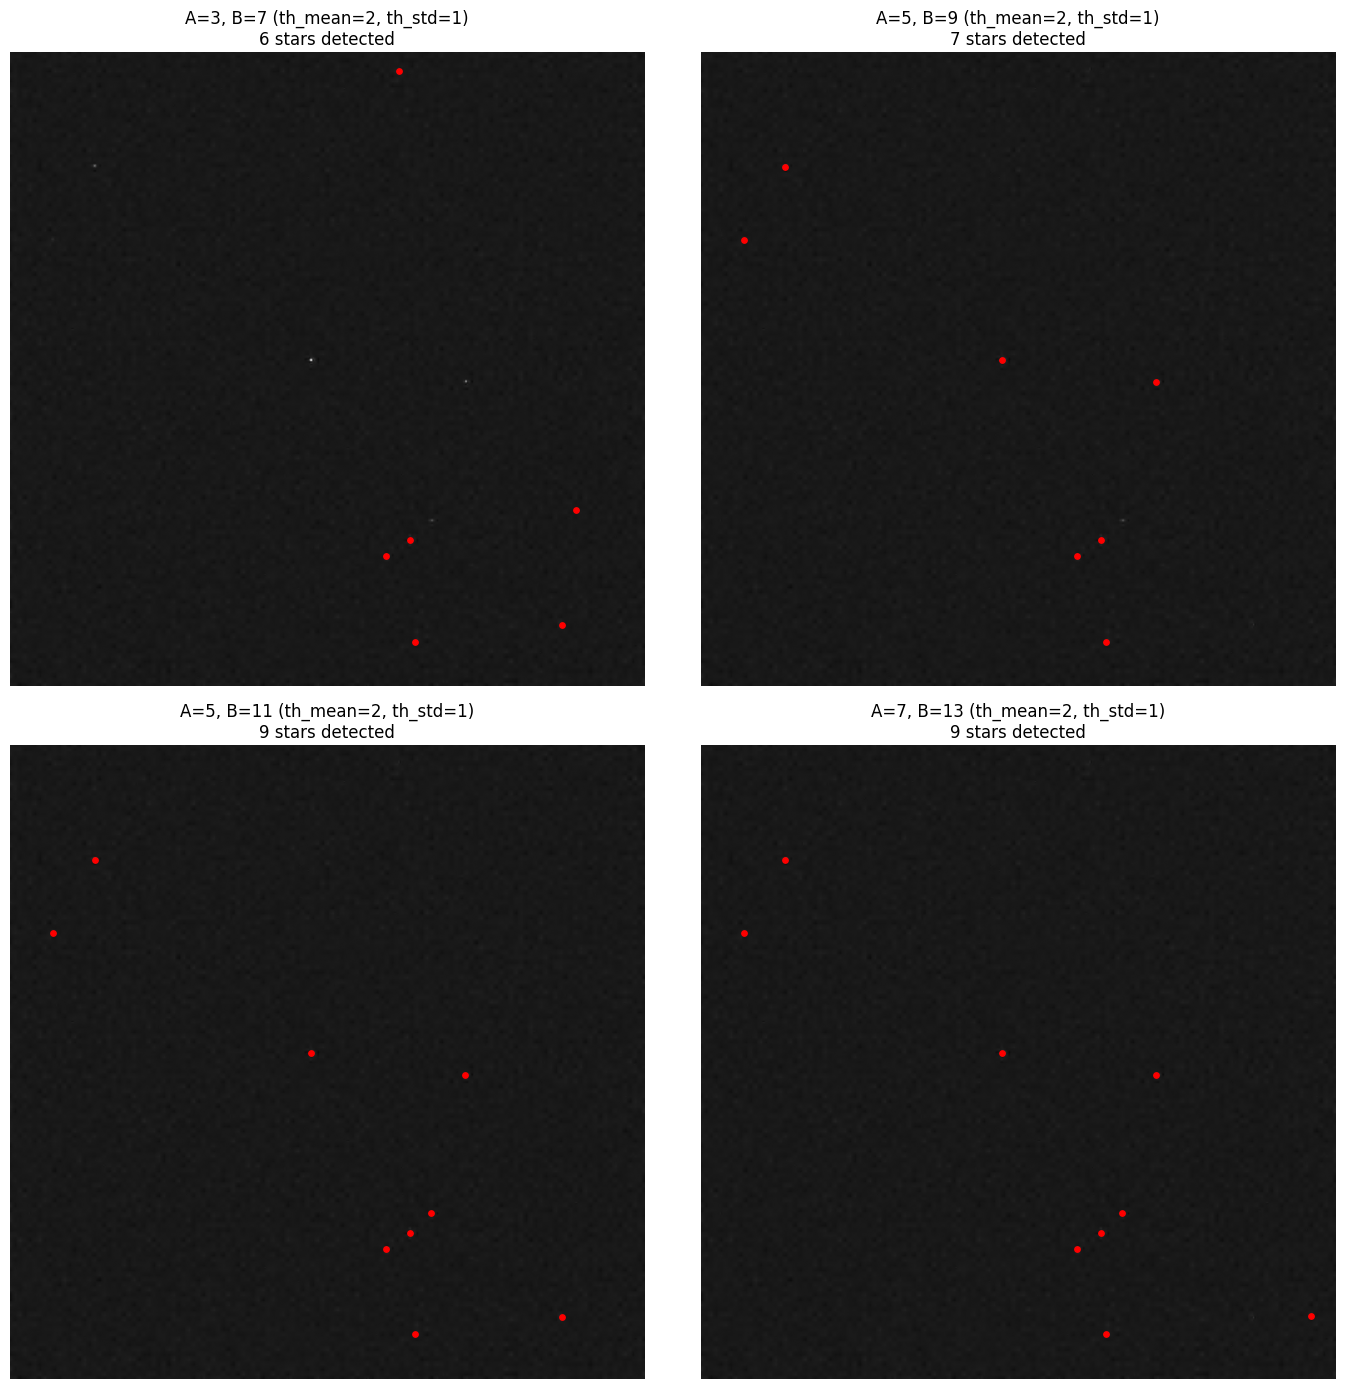 A=3, B=7 (th_mean=2, th_std=1)
6 stars detected
A=5, B=9 (th_mean=2, th_std=1)
7 stars detected
A=5, B=11 (th_mean=2, th_std=1)
9 stars detected
A=7, B=13 (th_mean=2, th_std=1)
9 stars detected